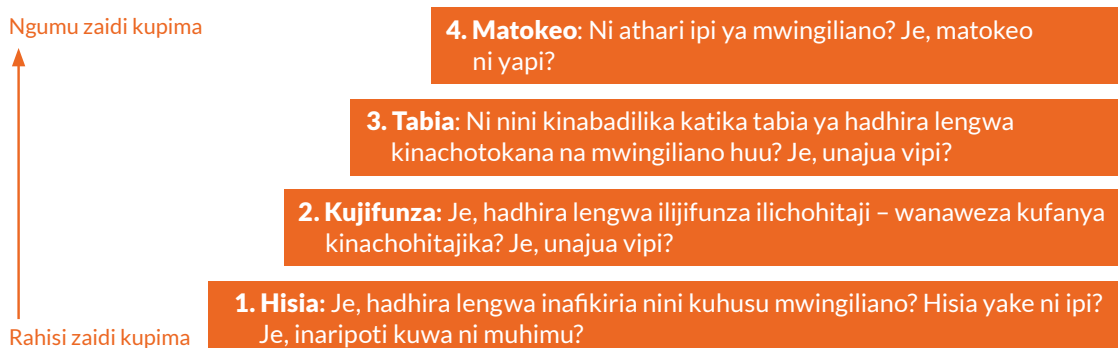 Ngumu zaidi kupima
4. Matokeo: Ni athari ipi ya mwingiliano? Je, matokeo
ni yapi?
3. Tabia: Ni nini kinabadilika katika tabia ya hadhira lengwa
kinachotokana na mwingiliano huu? Je, unajua vipi?
2. Kujifunza: Je, hadhira lengwa ilijifunza ilichohitaji – wanaweza kufanya
kinachohitajika? Je, unajua vipi?
1. Hisia: Je, hadhira lengwa inafikiria nini kuhusu mwingiliano? Hisia yake ni ipi?
Je, inaripoti kuwa ni muhimu?
Rahisi zaidi kupima